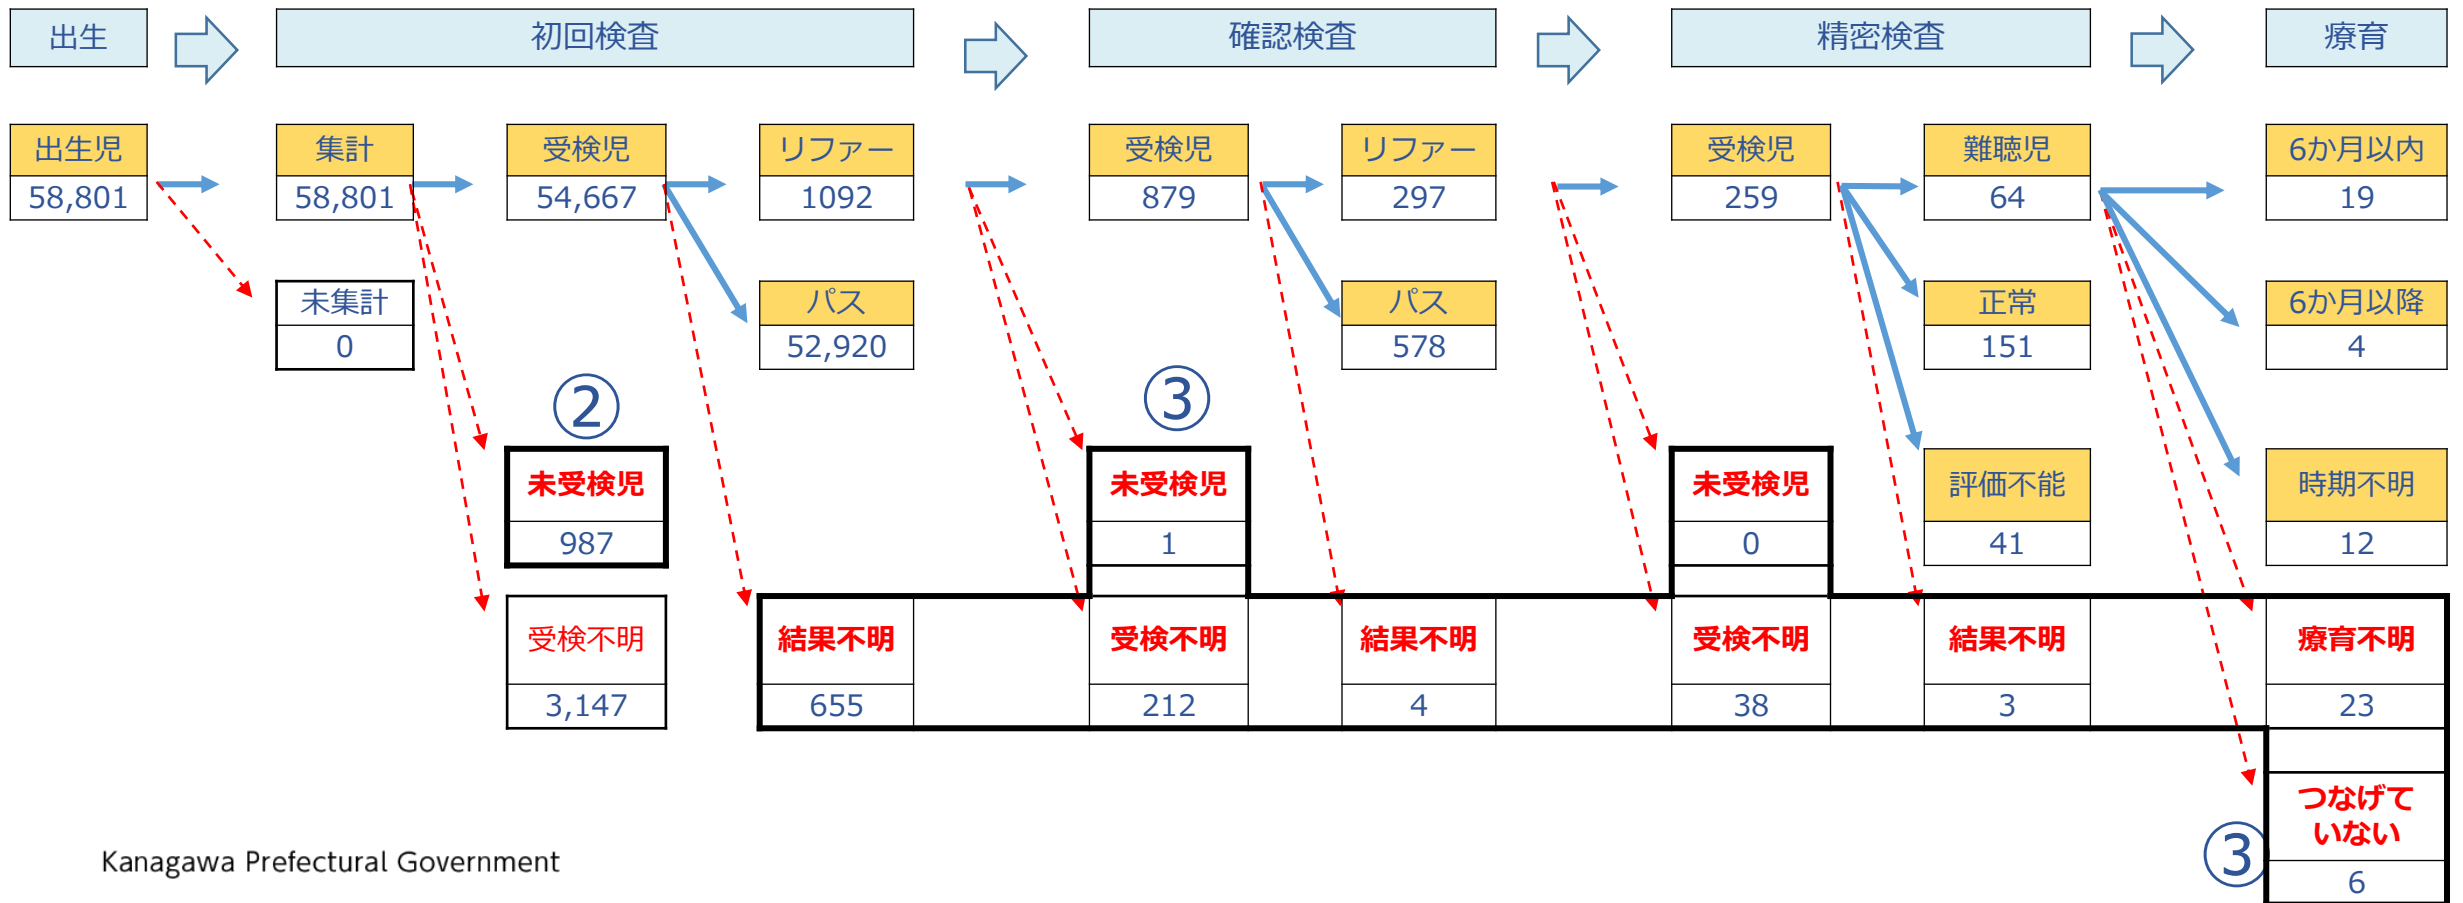 出生
初回検査
確認検査
精密検査
療育
出生児
集計
受検児
リファー
受検児
リファー
受検児
難聴児
6か月以内
58,801
58,801
54,667
1092
879
297
259
64
19
未集計
パス
パス
正常
6か月以降
0
52,920
578
151
4
②
③
未受検児
未受検児
未受検児
評価不能
時期不明
987
1
0
41
12
受検不明
結果不明
受検不明
結果不明
受検不明
結果不明
療育不明
3,147
655
212
4
38
3
23
つなげて
いない
③
6
Kanagawa Prefectural Government